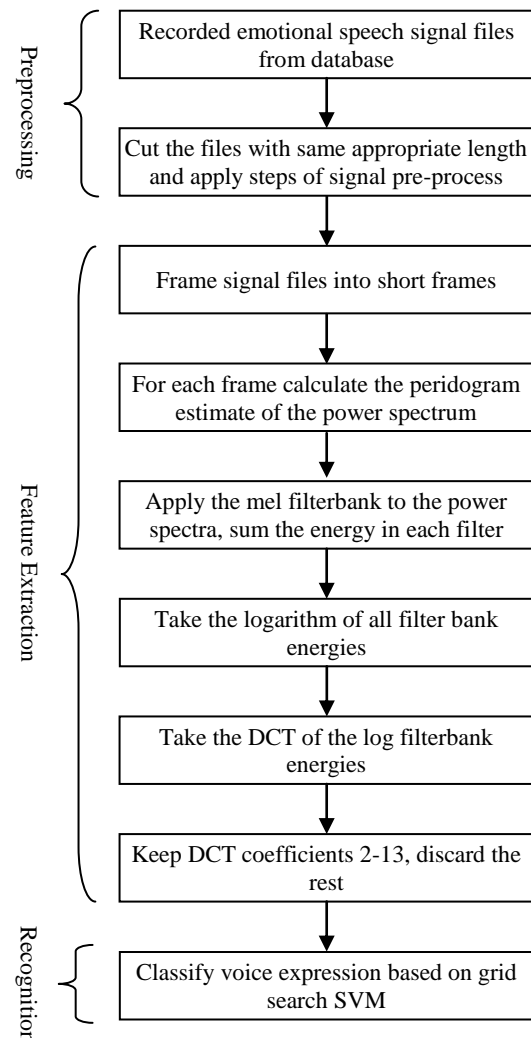 Preprocessing
Recorded emotional speech signal files
from database
Cut the files with same appropriate length
and apply steps of signal pre-process
Feature Extraction
Frame signal files into short frames
For each frame calculate the peridogram
estimate of the power spectrum
Apply the mel filterbank to the power
spectra, sum the energy in each filter
Take the logarithm of all filter bank
energies
Take the DCT of the log filterbank
energies
Keep DCT coefficients 2-13, discard the
rest
Recognition
Classify voice expression based on grid
search SVM